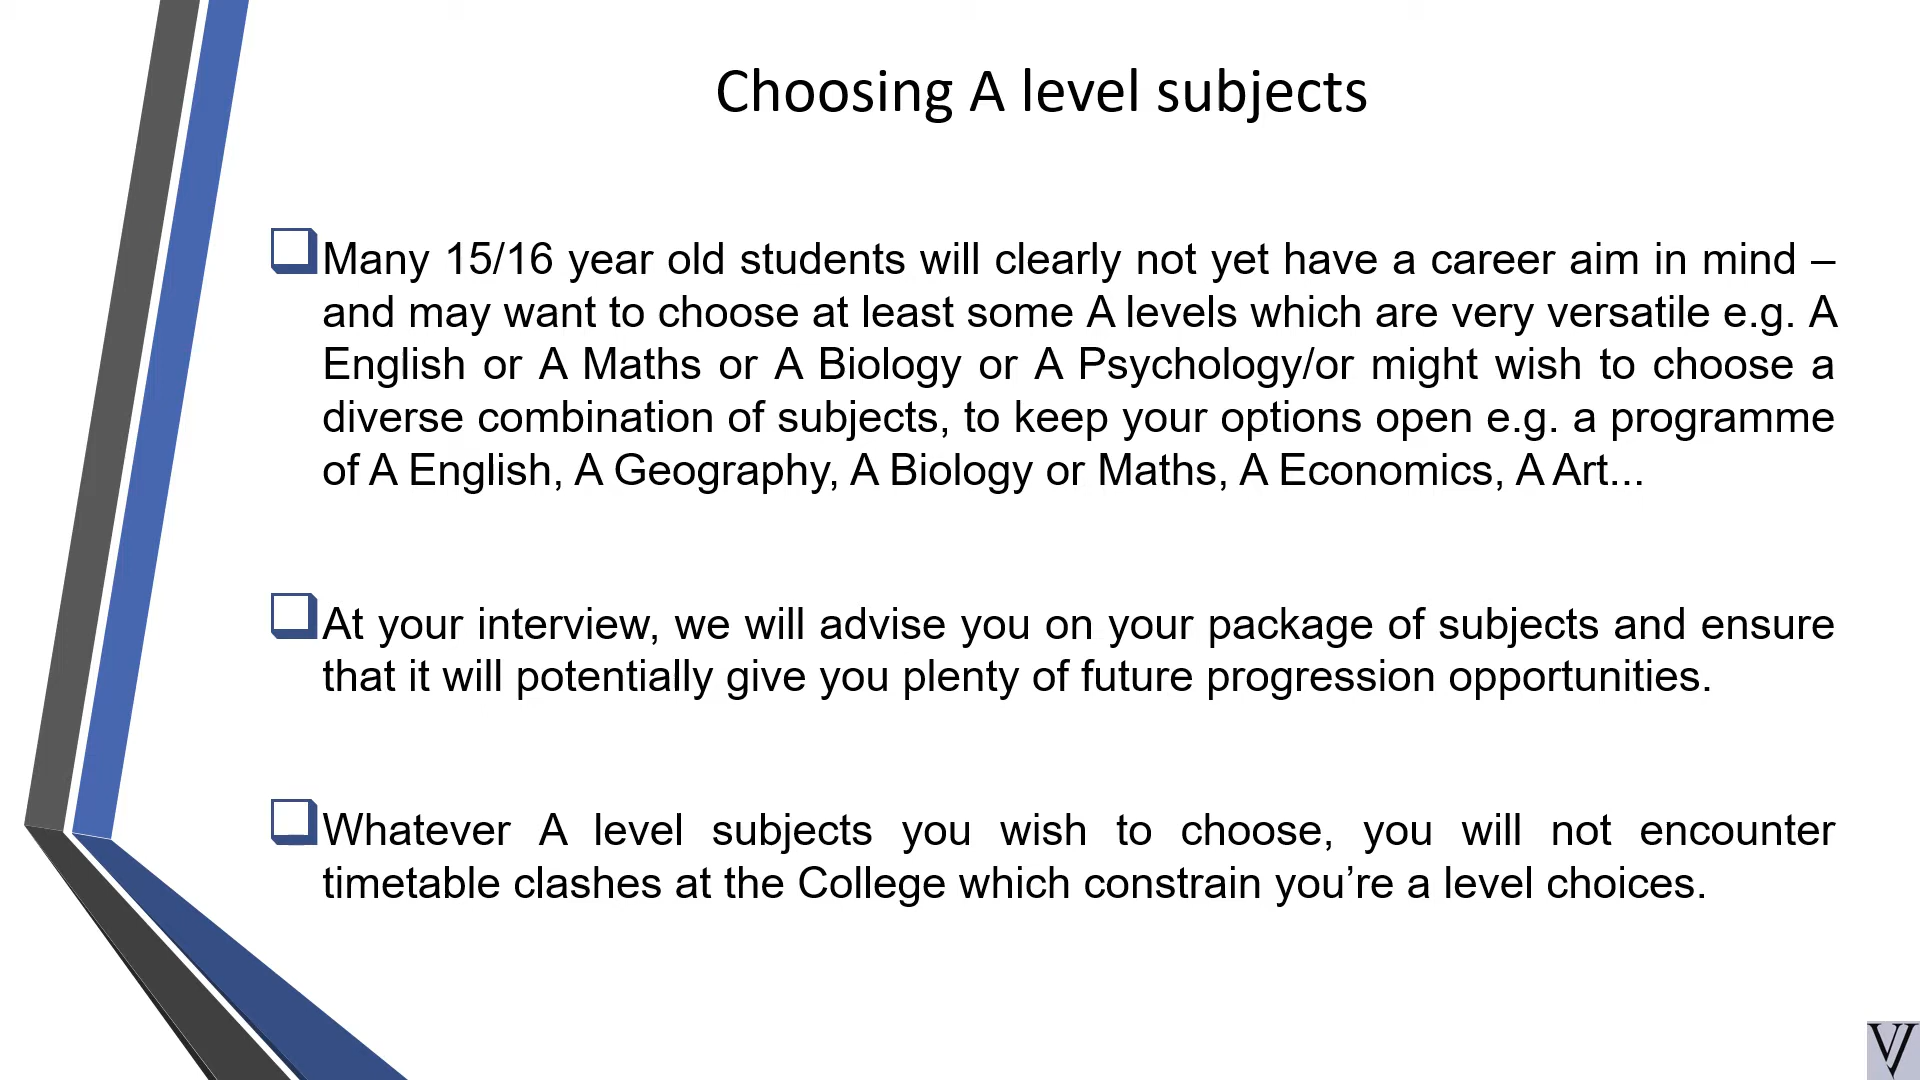 Choosing A level subjects
Many 15/16 year old students will clearly not yet have a career aim in mind –
and may want to choose at least some A levels which are very versatile e.g. A
English or A Maths or A Biology or A Psychology/or might wish to choose a
diverse combination of subjects, to keep your options open e.g. a programme
of A English, A Geography, A Biology or Maths, A Economics, A Art...
At your interview, we will advise you on your package of subjects and ensure
that it will potentially give you plenty of future progression opportunities.
Whatever A level subjects you wish to choose, you will not encounter
timetable clashes at the College which constrain you’re a level choices.